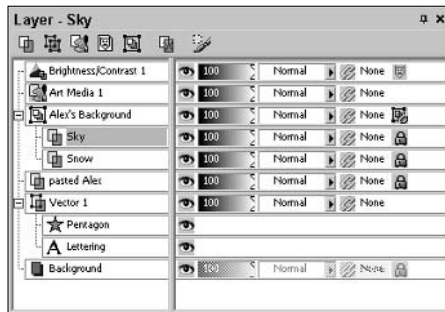 Layer - Sky
Brightness/Contrast 1 100 Normal None
Art Media 1 100 Normal None
Alex's Background 100 Normal None
Sky 100 Normal None
Snow 100 Normal None
pasted Alex 100 Normal None
Vector 1 100 Normal None
Pentagon
A Lettering
Background 100 Normal None